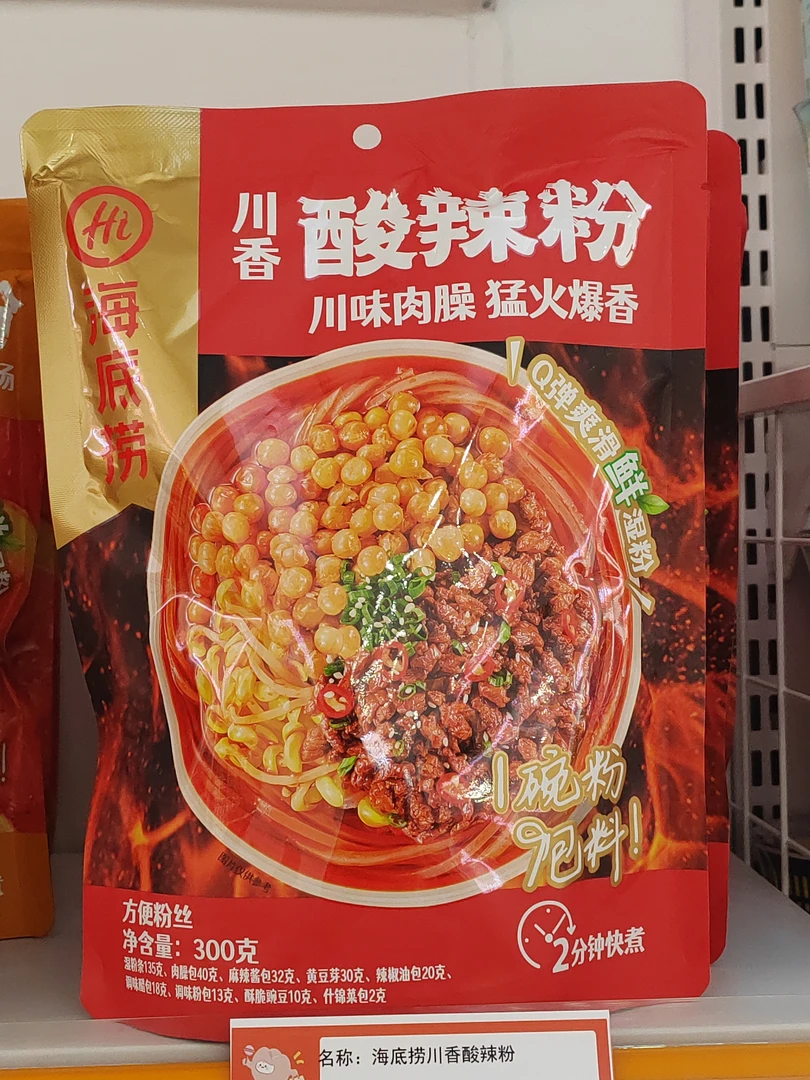 Hi
海底捞
川香
酸辣粉
川味肉臊 猛火爆香
Q弹爽滑鲜湿粉
1碗粉
9包料!
图片仅供参考
方便粉丝
净含量：300克
湿粉条135克、肉臊包40克、麻辣酱包32克、黄豆芽30克、辣椒油包20克、
调味醋包18克、调味粉包13克、酥脆豌豆10克、什锦菜包2克
2分钟快煮
名称：海底捞川香酸辣粉